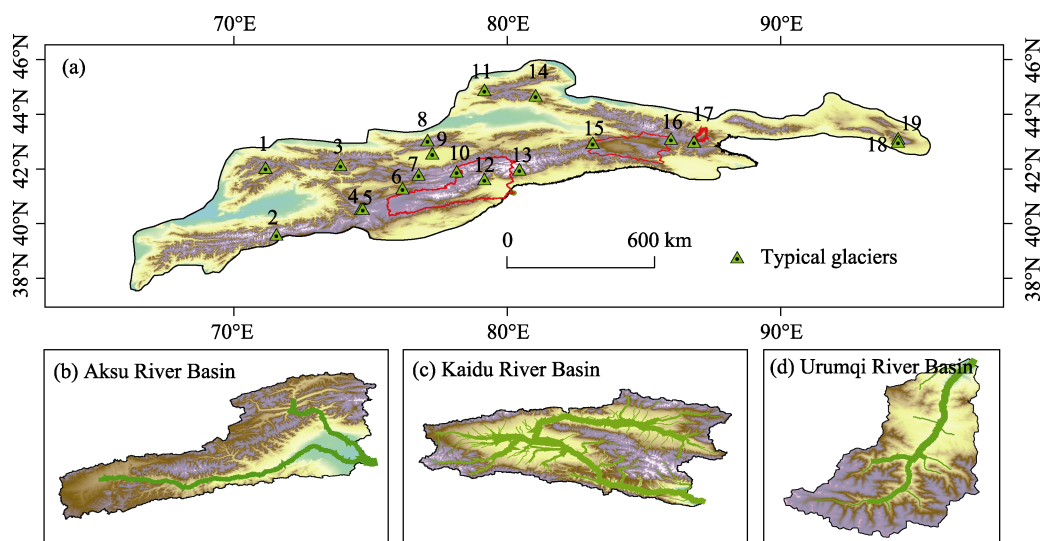 70°E 80°E 90°E
46°N 46°N
(a)
11 14
44°N 44°N
8 17
9 15 16 19
1 3 18
42°N 42°N
7 10 12 13
6
4 5
2
40°N 40°N
0 600 km
Typical glaciers
38°N 38°N
70°E 80°E 90°E
(b) Aksu River Basin
(c) Kaidu River Basin
(d) Urumqi River Basin